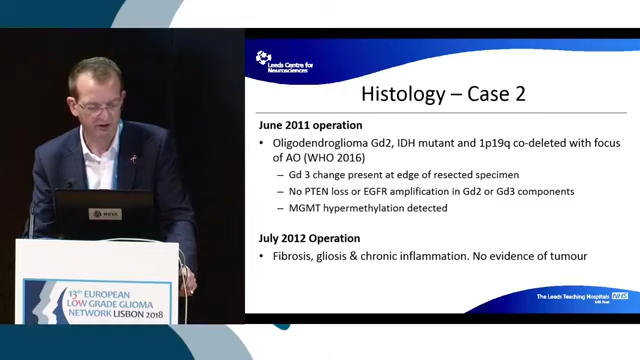 Leeds Centre for
Neurosciences
Histology – Case 2
June 2011 operation
• Oligodendroglioma Gd2, IDH mutant and 1p19q co-deleted with focus
of AO (WHO 2016)
– Gd 3 change present at edge of resected specimen
– No PTEN loss or EGFR amplification in Gd2 or Gd3 components
– MGMT hypermethylation detected
July 2012 Operation
• Fibrosis, gliosis & chronic inflammation. No evidence of tumour
The Leeds Teaching Hospitals NHS
NHS Trust
13th EUROPEAN
LOW GRADE GLIOMA
NETWORK LISBON 2018